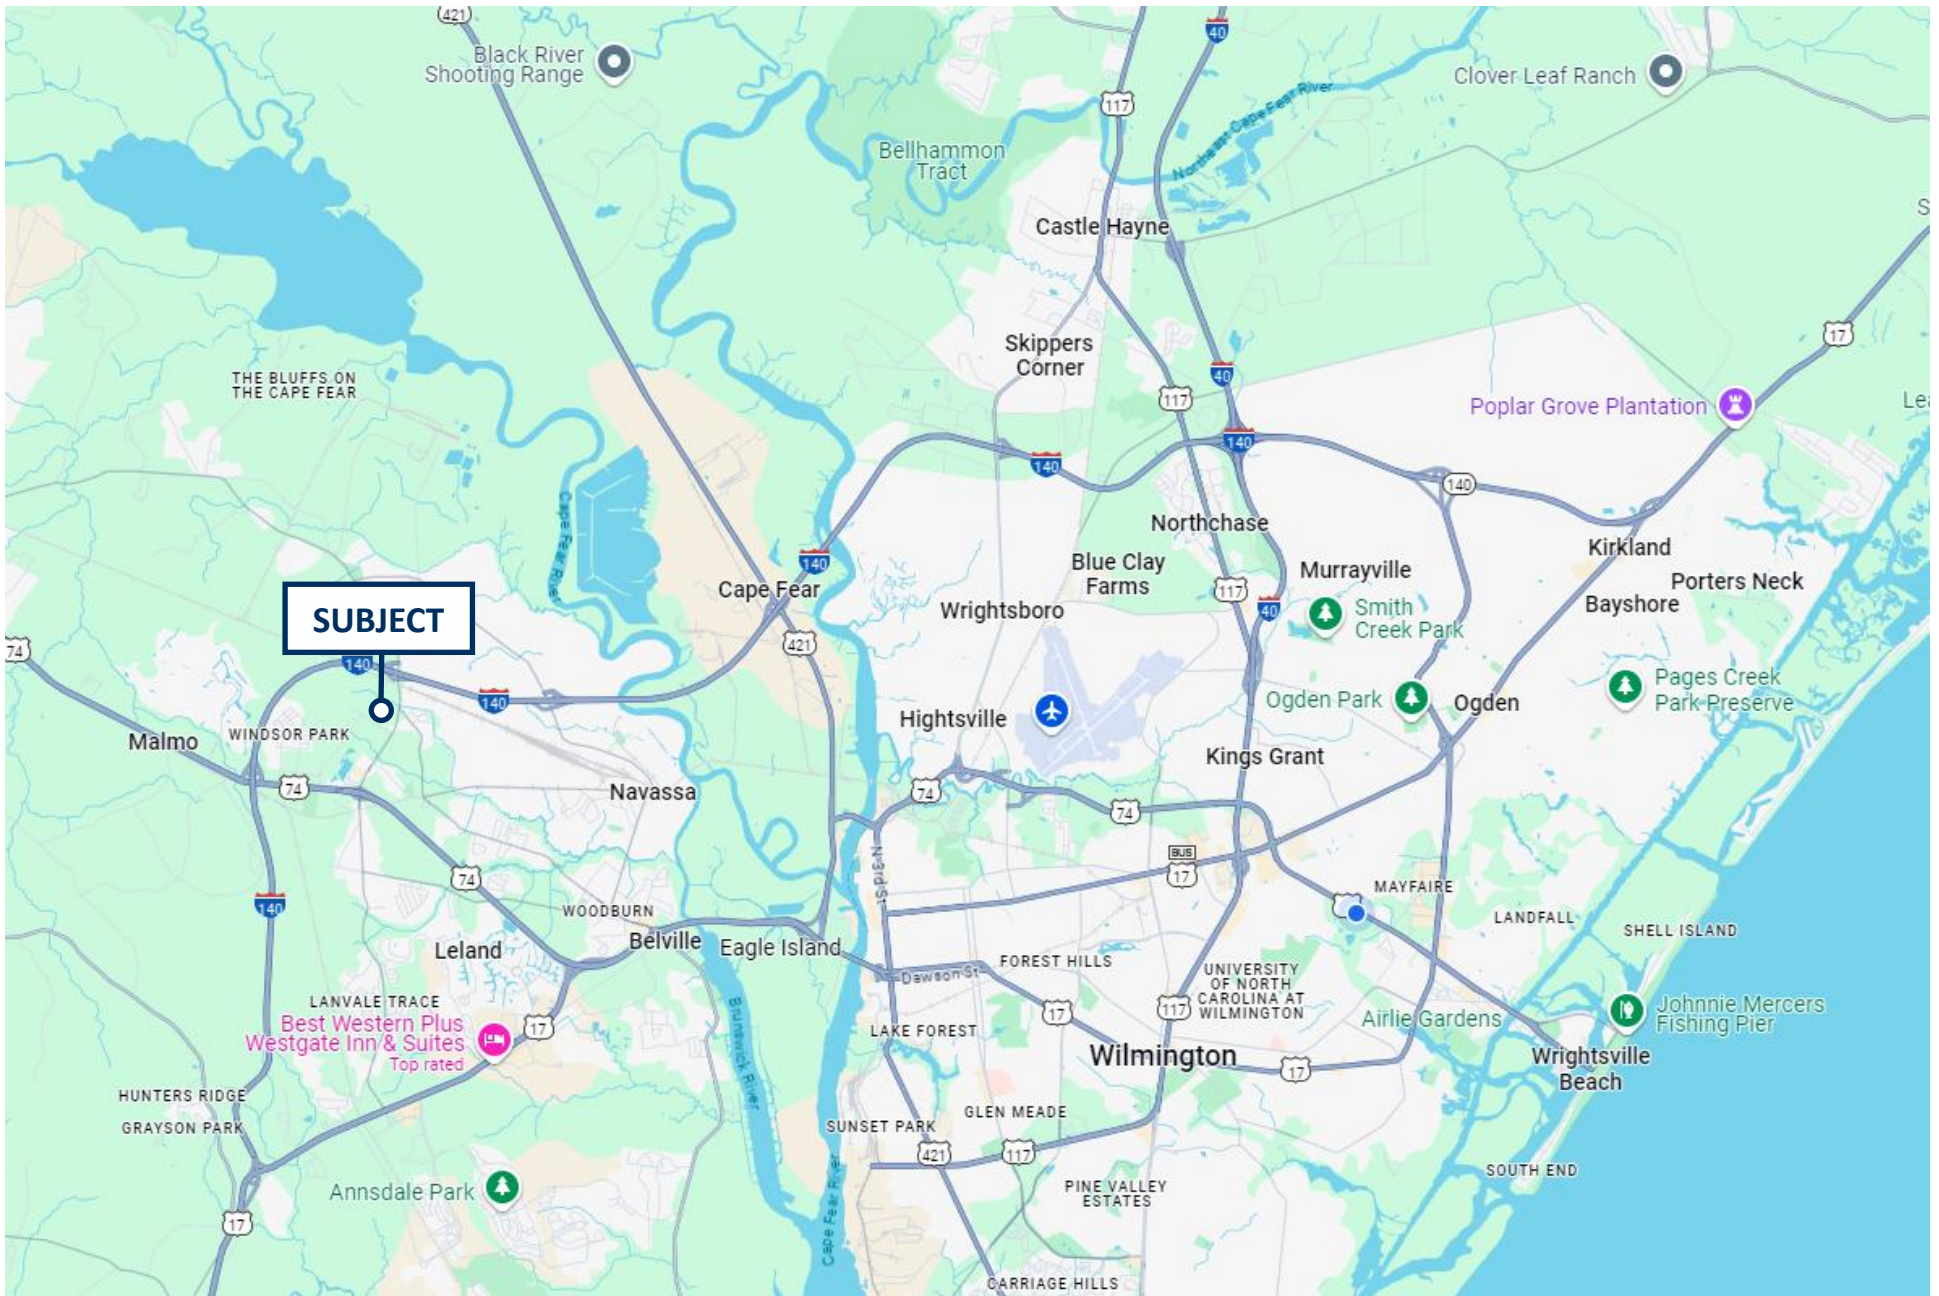 421
40
Black River
Shooting Range
Clover Leaf Ranch
117
Northeast Cape Fear River
Bellhammon
Tract
S
Castle Hayne
17
Skippers
Corner
40
THE BLUFFS ON
THE CAPE FEAR
117
Poplar Grove Plantation
Lea
140
140
140
Cape Fear River
Northchase
Kirkland
140
Blue Clay
Farms
Murrayville
Porters Neck
Cape Fear
117
Bayshore
Wrightsboro
40
Smith
Creek Park
SUBJECT
421
74
140
Pages Creek
Park Preserve
140
Ogden Park
Ogden
Hightsville
WINDSOR PARK
Malmo
Kings Grant
74
Navassa
74
74
N 3rd St
BUS
17
74
MAYFAIRE
140
WOODBURN
LANDFALL
SHELL ISLAND
Belville
Eagle Island
Leland
FOREST HILLS
Dawson St
UNIVERSITY
OF NORTH
CAROLINA AT
WILMINGTON
LANVALE TRACE
Best Western Plus
Westgate Inn & Suites
Top rated
17
Brunswick River
17
117
Airlie Gardens
Johnnie Mercers
Fishing Pier
LAKE FOREST
Wilmington
17
Wrightsville
Beach
HUNTERS RIDGE
GRAYSON PARK
GLEN MEADE
SUNSET PARK
421
117
SOUTH END
Annsdale Park
PINE VALLEY
ESTATES
17
Cape Fear River
CARRIAGE HILLS